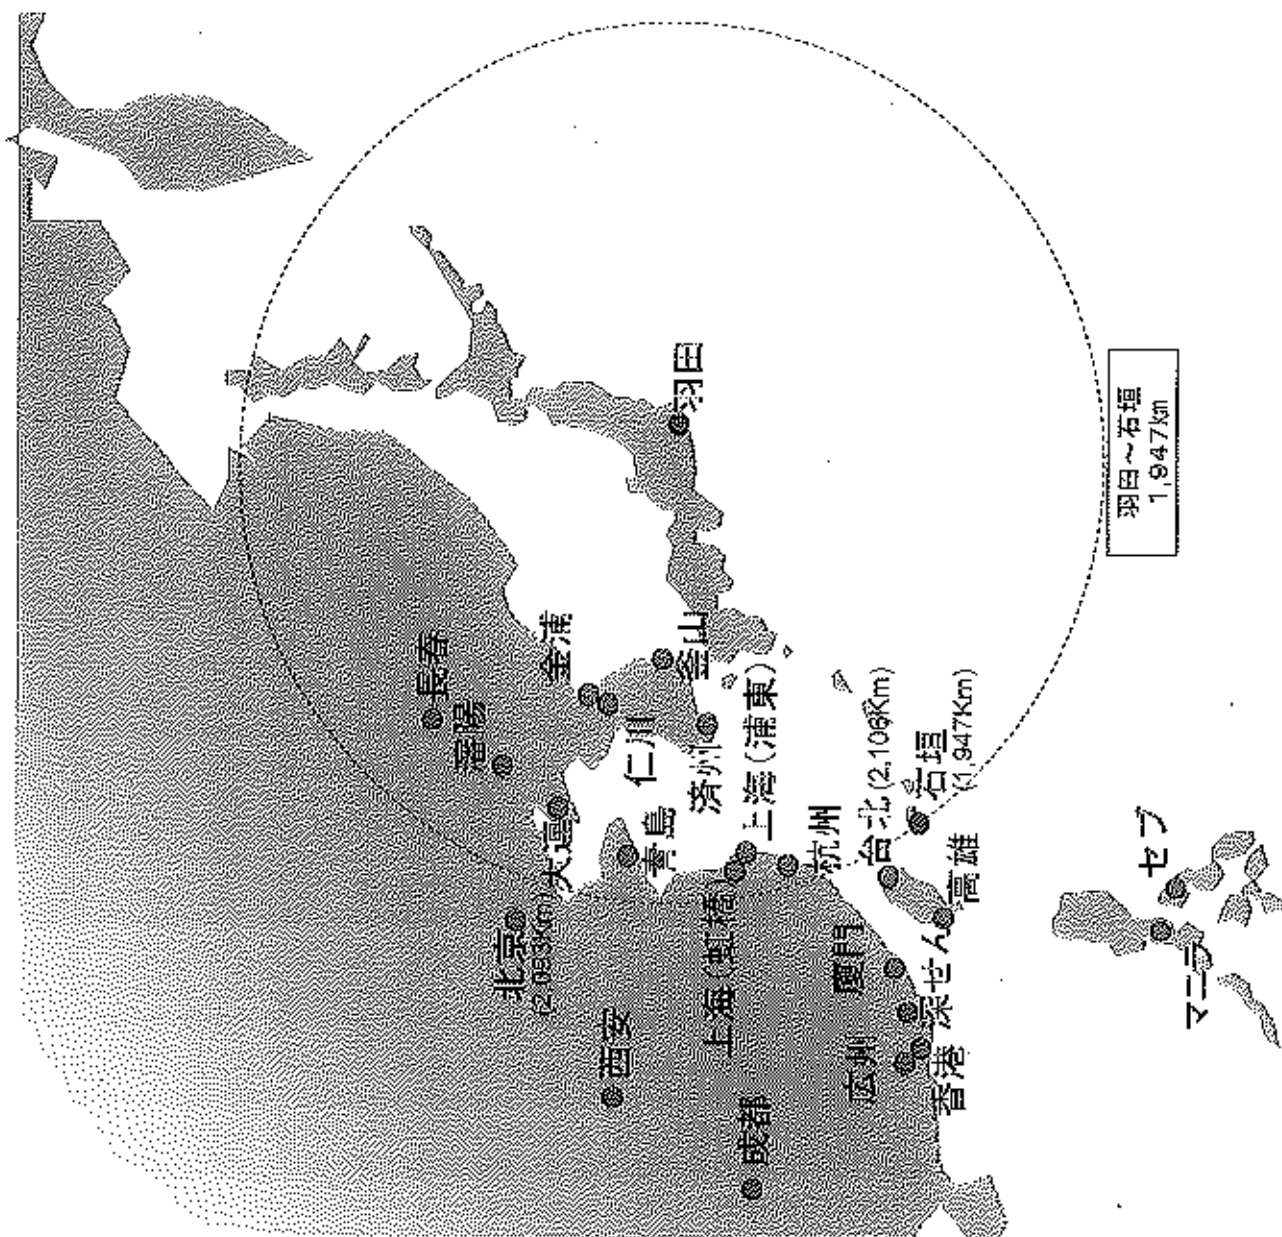 長春
瀋陽
金浦
羽田
大連
仁川
釜山
北京
(2,093Km)
青島
済州
西安
上海(虹橋)
上海(浦東)
成都
杭州
厦門
台北(2,106Km)
石垣
(1,947Km)
広州
深せん
高雄
香港
セブ
マニラ
羽田～石垣
1,947km